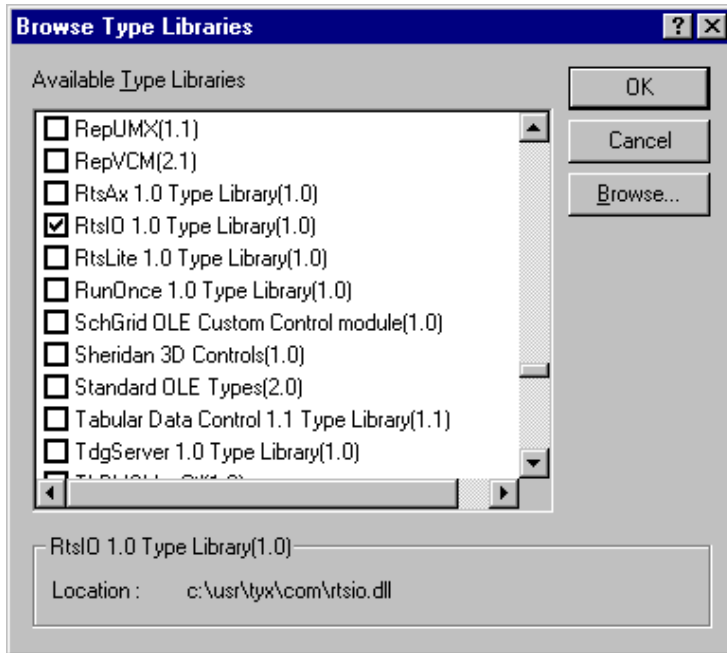 Browse Type Libraries
Available Type Libraries
RepUMX(1.1)
RepVCM(2.1)
RtsAx 1.0 Type Library(1.0)
RtsIO 1.0 Type Library(1.0)
RtsLite 1.0 Type Library(1.0)
RunOnce 1.0 Type Library(1.0)
SchGrid OLE Custom Control module(1.0)
Sheridan 3D Controls(1.0)
Standard OLE Types(2.0)
Tabular Data Control 1.1 Type Library(1.1)
TdgServer 1.0 Type Library(1.0)
OK
Cancel
Browse...
RtsIO 1.0 Type Library(1.0)
Location : c:\usr\tyx\com\rtsio.dll